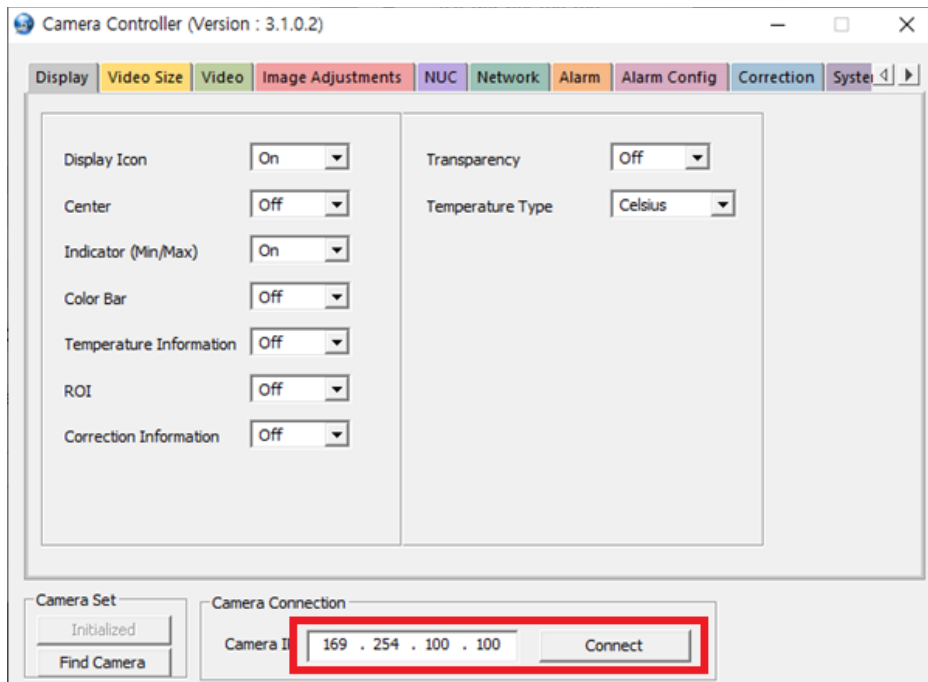 Camera Controller (Version : 3.1.0.2)
Display Video Size Video Image Adjustments NUC Network Alarm Alarm Config Correction
Display Icon On Transparency Off
Center Off Temperature Type Celsius
Indicator (Min/Max) On
Color Bar Off
Temperature Information Off
ROI Off
Correction Information Off
Camera Set Camera Connection
Initialized
Camera 169 . 254 . 100 . 100 Connect
Find Camera